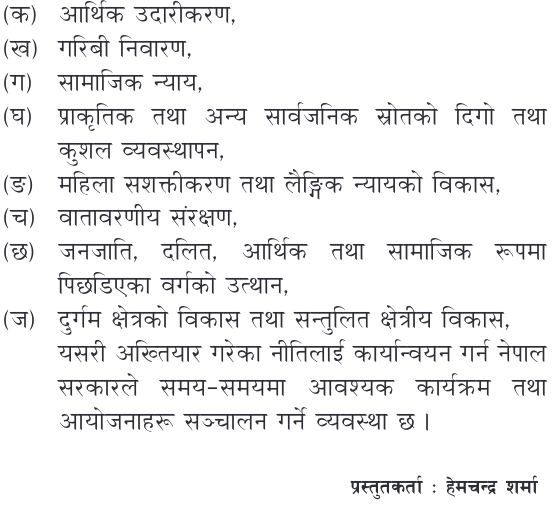 (क) आर्थिक उदारीकरण,
(ख) गरिबी निवारण,
(ग) सामाजिक न्याय,
(घ) प्राकृतिक तथा अन्य सार्वजनिक स्रोतको दिगो तथा
कुशल व्यवस्थापन,
(ङ) महिला सशक्तीकरण तथा लैङ्गिक न्यायको विकास,
(च) वातावरणीय संरक्षण,
(छ) जनजाति, दलित, आर्थिक तथा सामाजिक रूपमा
पिछडिएका वर्गको उत्थान,
(ज) दुर्गम क्षेत्रको विकास तथा सन्तुलित क्षेत्रीय विकास,
यसरी अख्तियार गरेका नीतिलाई कार्यान्वयन गर्न नेपाल
सरकारले समय-समयमा आवश्यक कार्यक्रम तथा
आयोजनाहरू सञ्चालन गर्ने व्यवस्था छ ।
प्रस्तुतकर्ता : हेमचन्द्र शर्मा